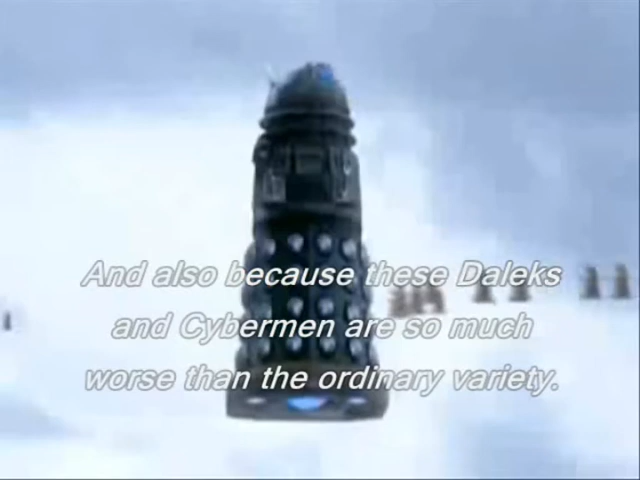 And also because these Daleks
and Cybermen are so much
worse than the ordinary variety.